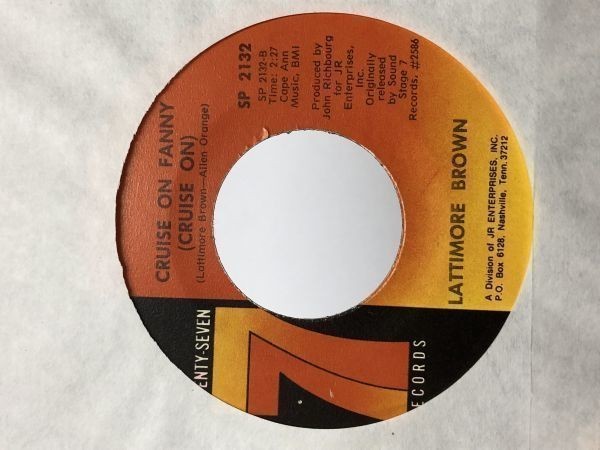 ENTY-SEVEN
7
ECORDS
CRUISE ON FANNY
(CRUISE ON)
(Lattimore Brown—Allen Orange)
SP 2132
SP 2132-B
Time: 2:27
Cape Ann
Music, BMI
Produced by
John Richbourg
for JR
Enterprises,
Inc.
Originally
released
by Sound
Stage 7
Records, #2586
LATTIMORE BROWN
A Division of JR ENTERPRISES, INC.
P.O. Box 6128, Nashville, Tenn. 37212